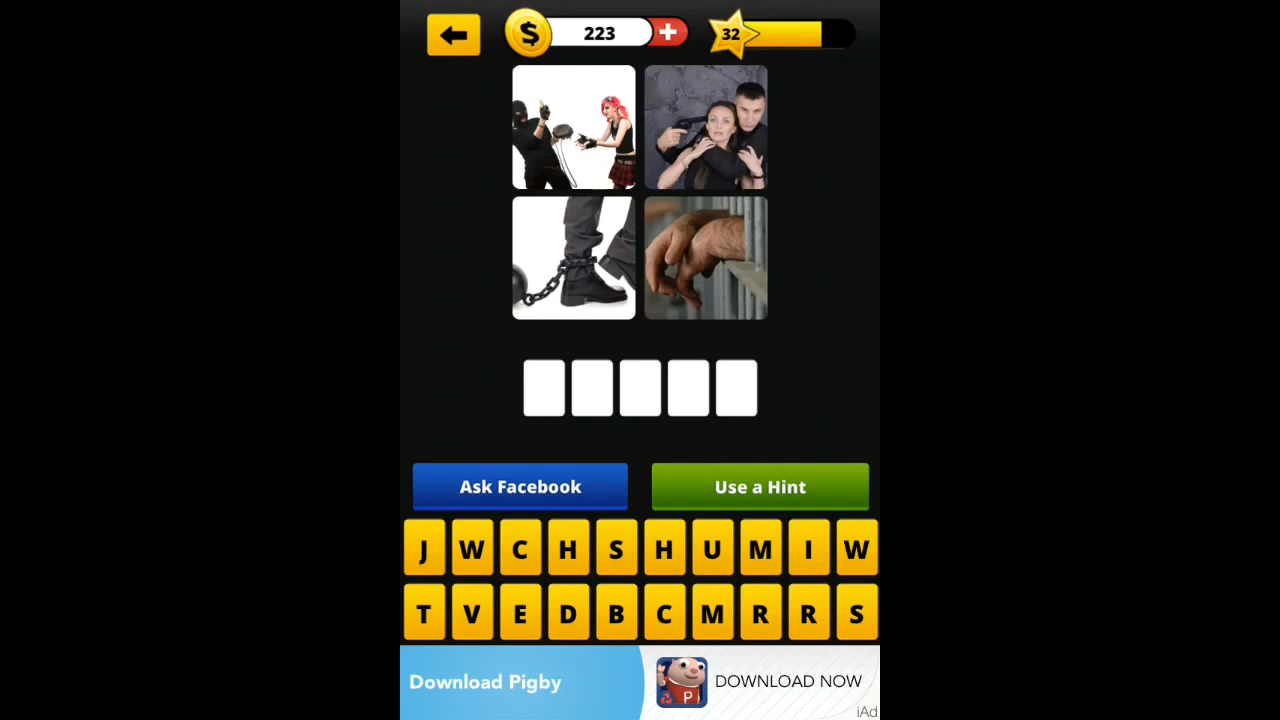 $ 223 + 32
Ask Facebook Use a Hint
J W C H S H U M I W
T V E D B C M R R S
Download Pigby P DOWNLOAD NOW
iAd